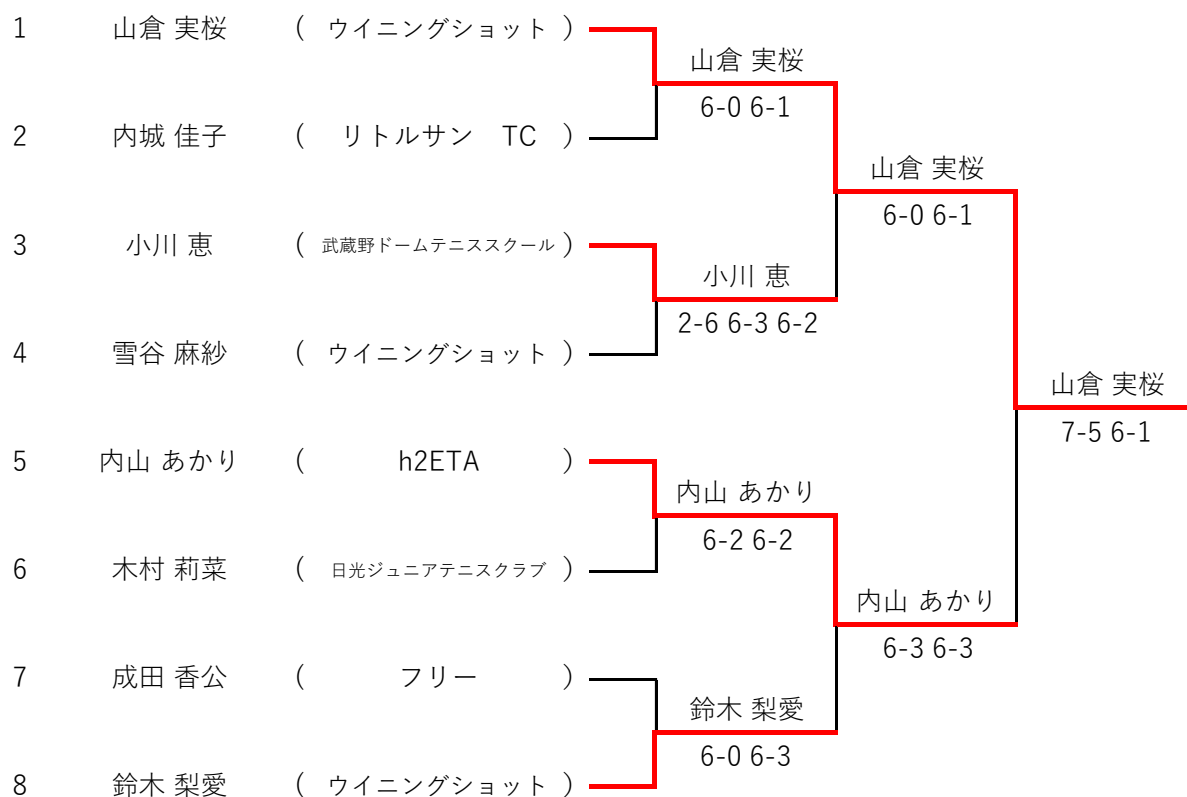 1 山倉 実桜 ( ウイニングショット )
山倉 実桜
6-0 6-1
2 内城 佳子 ( リトルサン　TC )
山倉 実桜
6-0 6-1
3 小川 恵 ( 武蔵野ドームテニススクール )
小川 恵
2-6 6-3 6-2
4 雪谷 麻紗 ( ウイニングショット )
山倉 実桜
7-5 6-1
5 内山 あかり ( h2ETA )
内山 あかり
6-2 6-2
6 木村 莉菜 ( 日光ジュニアテニスクラブ )
内山 あかり
6-3 6-3
7 成田 香公 ( フリー )
鈴木 梨愛
6-0 6-3
8 鈴木 梨愛 ( ウイニングショット )